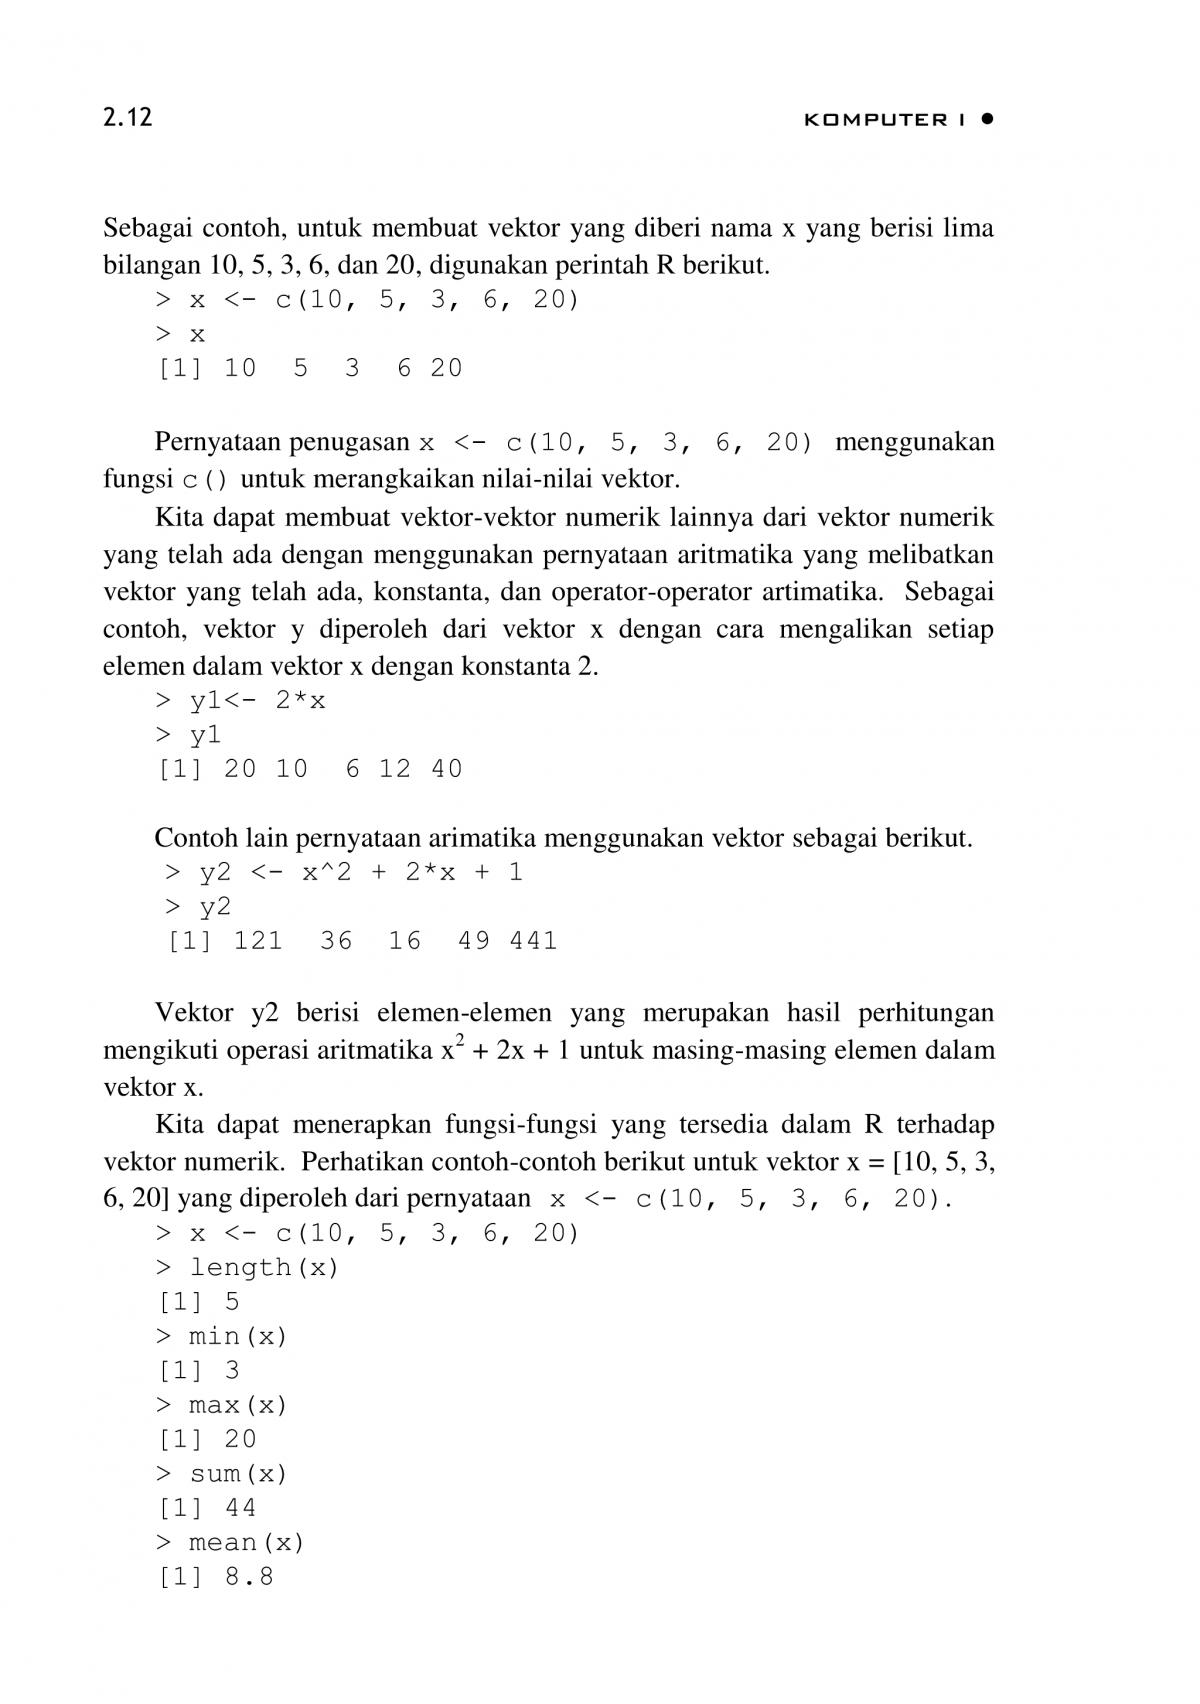 2.12 KOMPUTER I ●
Sebagai contoh, untuk membuat vektor yang diberi nama x yang berisi lima
bilangan 10, 5, 3, 6, dan 20, digunakan perintah R berikut.
> x <- c(10, 5, 3, 6, 20)
> x
[1] 10  5  3  6 20
Pernyataan penugasan x <- c(10, 5, 3, 6, 20) menggunakan
fungsi c() untuk merangkaikan nilai-nilai vektor.
Kita dapat membuat vektor-vektor numerik lainnya dari vektor numerik
yang telah ada dengan menggunakan pernyataan aritmatika yang melibatkan
vektor yang telah ada, konstanta, dan operator-operator artimatika. Sebagai
contoh, vektor y diperoleh dari vektor x dengan cara mengalikan setiap
elemen dalam vektor x dengan konstanta 2.
> y1<- 2*x
> y1
[1] 20 10  6 12 40
Contoh lain pernyataan arimatika menggunakan vektor sebagai berikut.
> y2 <- x^2 + 2*x + 1
> y2
[1] 121  36  16  49 441
Vektor y2 berisi elemen-elemen yang merupakan hasil perhitungan
mengikuti operasi aritmatika x² + 2x + 1 untuk masing-masing elemen dalam
vektor x.
Kita dapat menerapkan fungsi-fungsi yang tersedia dalam R terhadap
vektor numerik. Perhatikan contoh-contoh berikut untuk vektor x = [10, 5, 3,
6, 20] yang diperoleh dari pernyataan x <- c(10, 5, 3, 6, 20).
> x <- c(10, 5, 3, 6, 20)
> length(x)
[1] 5
> min(x)
[1] 3
> max(x)
[1] 20
> sum(x)
[1] 44
> mean(x)
[1] 8.8